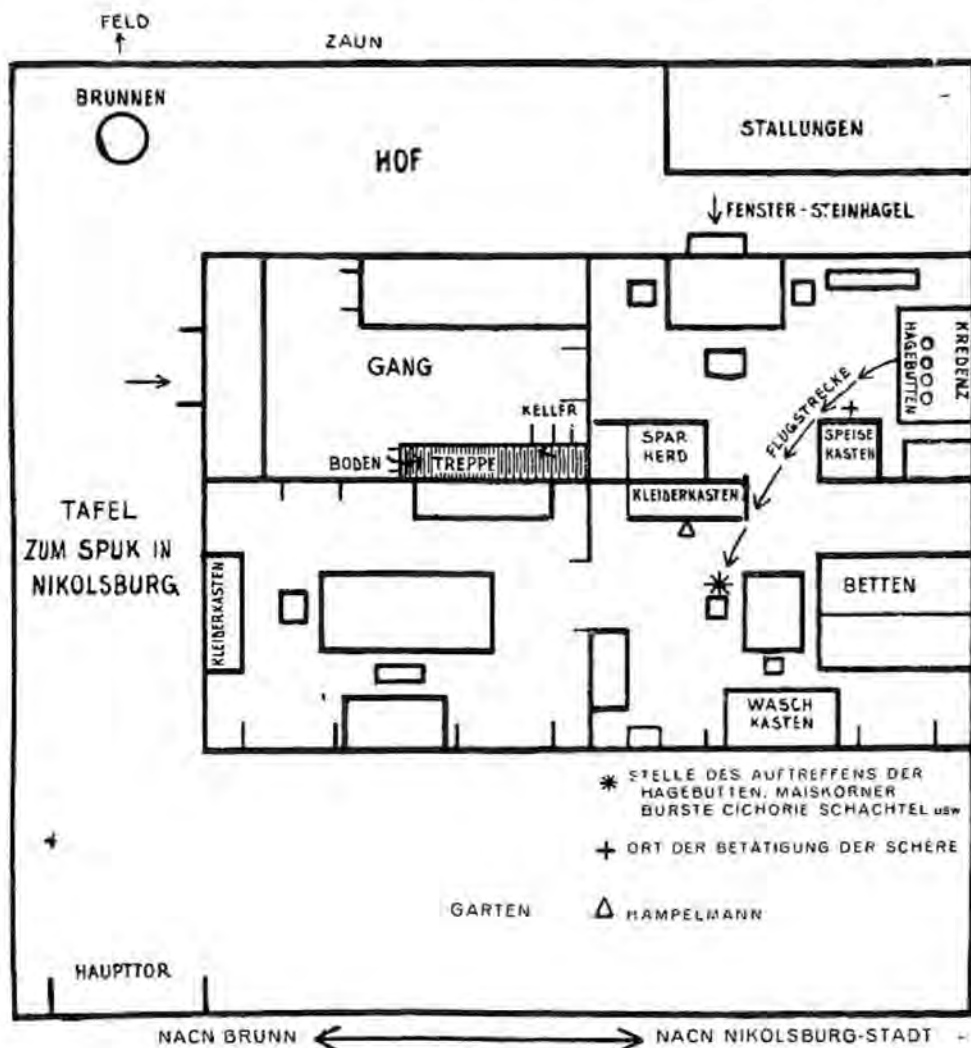 FELD
ZAUN
BRUNNEN
HOF
STALLUNGEN
FENSTER-STEINHAGEL
GANG
KELLER
BODEN
TREPPE
SPAR
HERD
FLUGSTRECKE
HAGEBUTTEN
KREDENZ
SPEISE
KASTEN
KLEIDERKASTEN
TAFEL
ZUM SPUK IN
NIKOLSBURG
KLEIDERKASTEN
BETTEN
WASCH
KASTEN
STELLE DES AUFTREFFENS DER
HAGEBUTTEN, MAISKÖRNER
BÜRSTE CICHORIE SCHACHTEL usw
ORT DER BETÄTIGUNG DER SCHERE
GARTEN
HAMPELMANN
HAUPTTOR
NACN BRUNN
NACN NIKOLSBURG-STADT